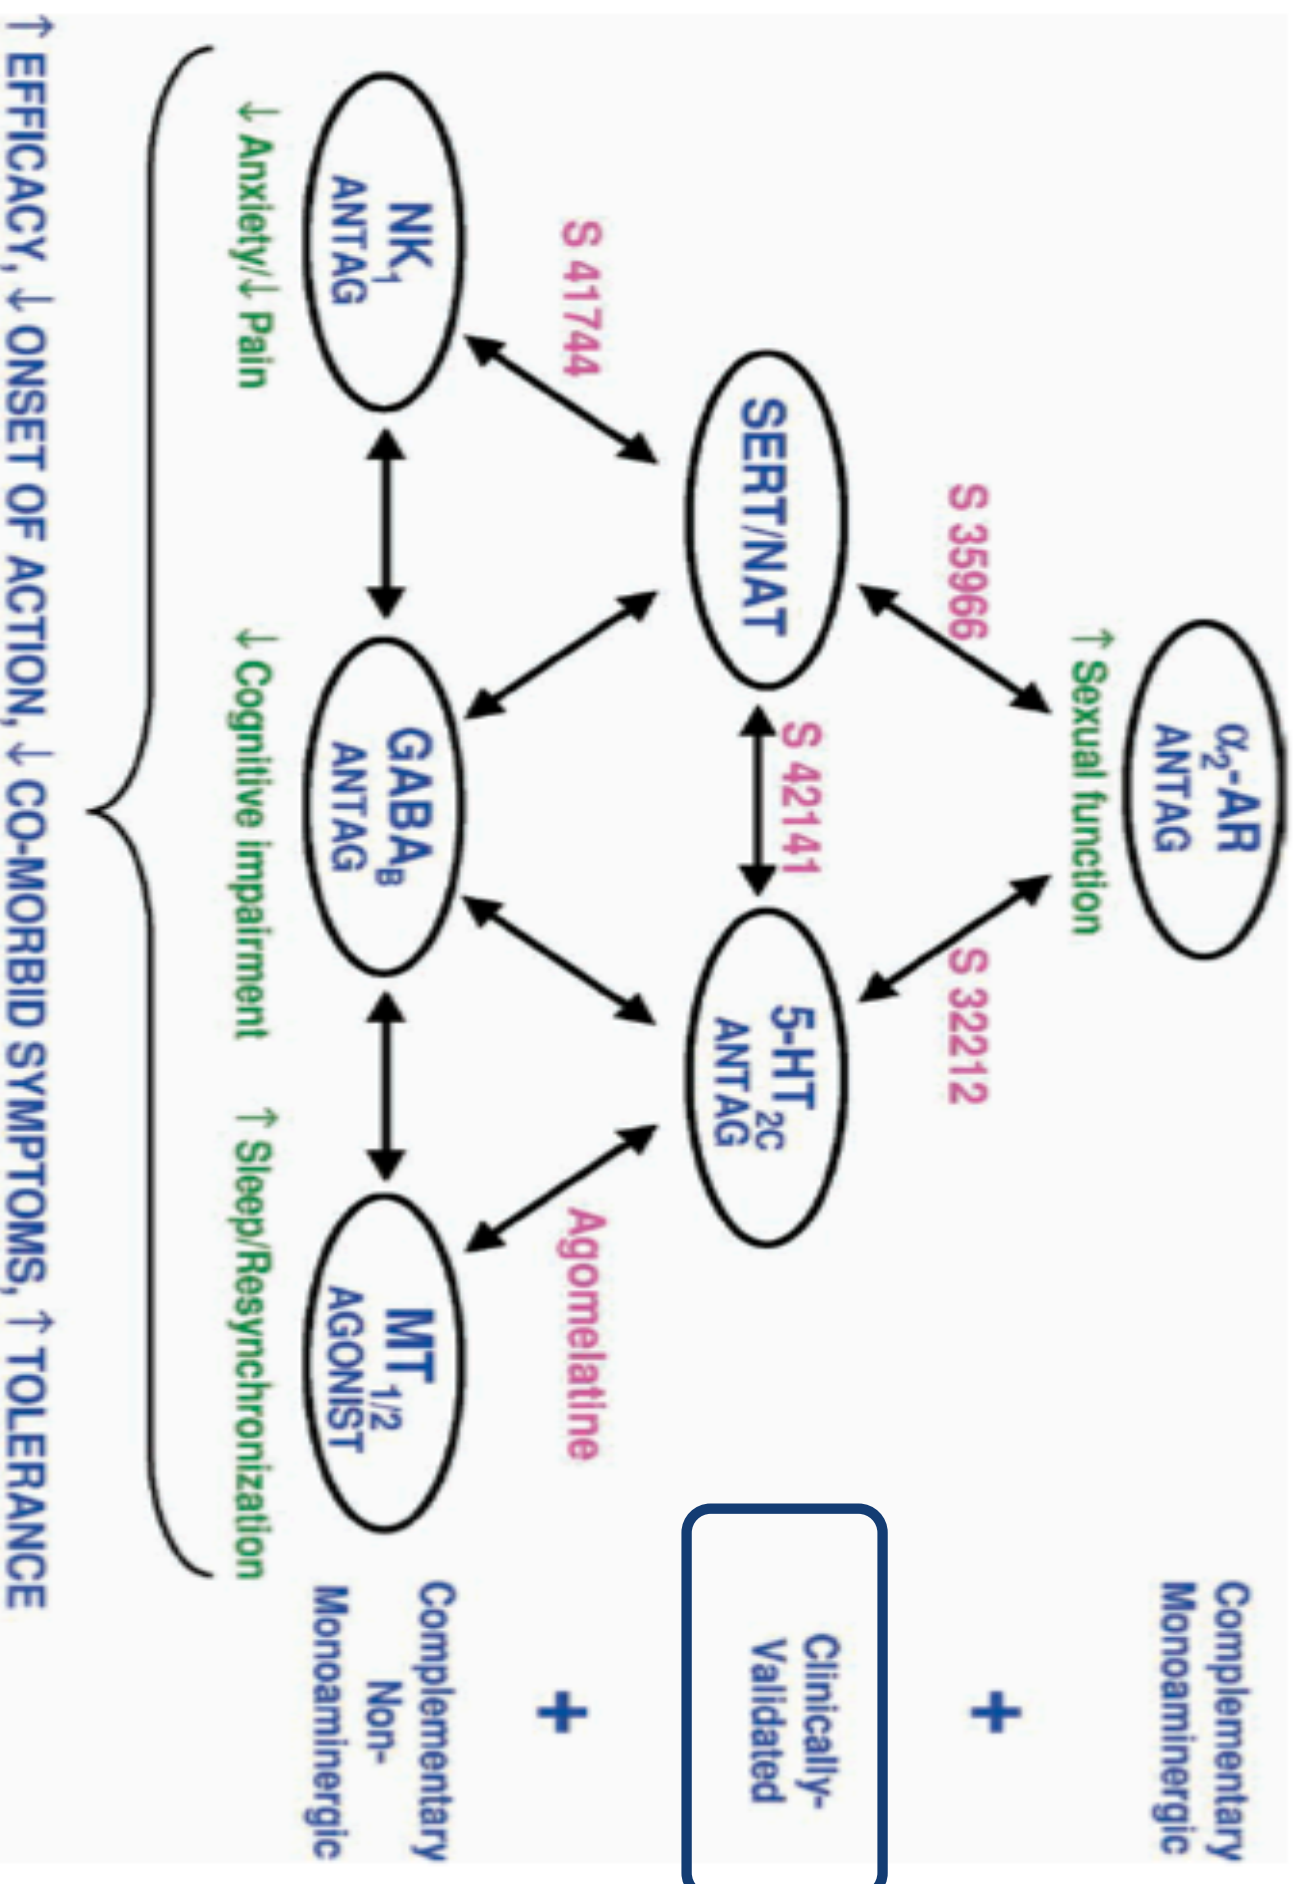 α2-AR
ANTAG
Complementary
Monoaminergic
↑ Sexual function
S 35966
S 32212
+
SERT/NAT
S 42141
5-HT2C
ANTAG
Clinically-
Validated
S 41744
Agomelatine
+
NK1
ANTAG
GABAB
ANTAG
MT1/2
AGONIST
Complementary
Non-
Monoaminergic
↓ Anxiety/↓ Pain
↓ Cognitive impairment
↑ Sleep/Resynchronization
↑ EFFICACY, ↓ ONSET OF ACTION, ↓ CO-MORBID SYMPTOMS, ↑ TOLERANCE